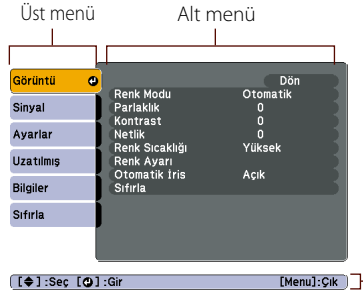 Üst menü Alt menü
Görüntü Dön
Sinyal
Ayarlar
Uzatılmış
Bilgiler
Sıfırla
Renk Modu Otomatik
Parlaklık 0
Kontrast 0
Netlik 0
Renk Sıcaklığı Yüksek
Renk Ayarı
Otomatik İris Açık
Sıfırla
[ ]:Seç [ ]:Gir [Menu]:Çık